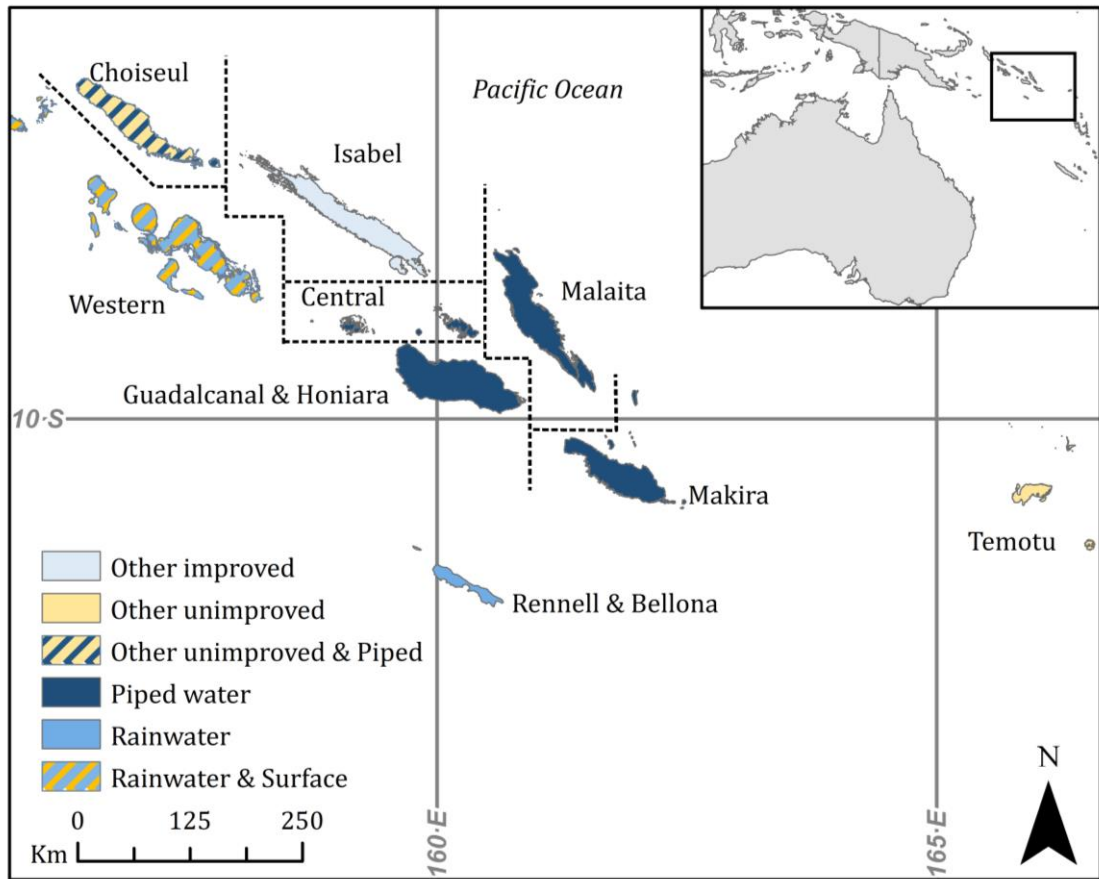 Choiseul
Pacific Ocean
Isabel
Western
Central
Malaita
Guadalcanal & Honiara
10·S
Makira
Temotu
Rennell & Bellona
Other improved
Other unimproved
Other unimproved & Piped
Piped water
Rainwater
Rainwater & Surface
0 125 250
Km
160·E
165·E
N